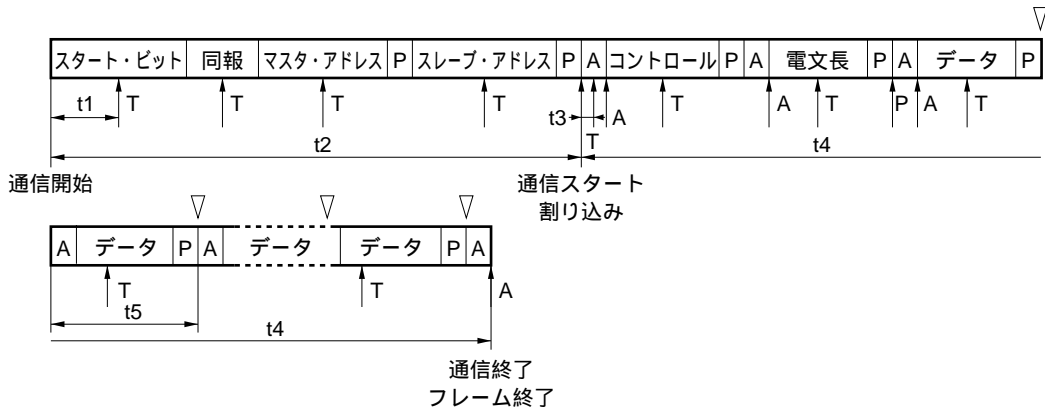 スタート・ビット 同報 マスタ・アドレス P スレーブ・アドレス P A コントロール P A 電文長 P A データ P
t1 T T T T t3 T A T A T P A T
t2 t4
通信開始 通信スタート
割り込み
A データ P A データ データ P A
T T A
t5
t4
通信終了
フレーム終了